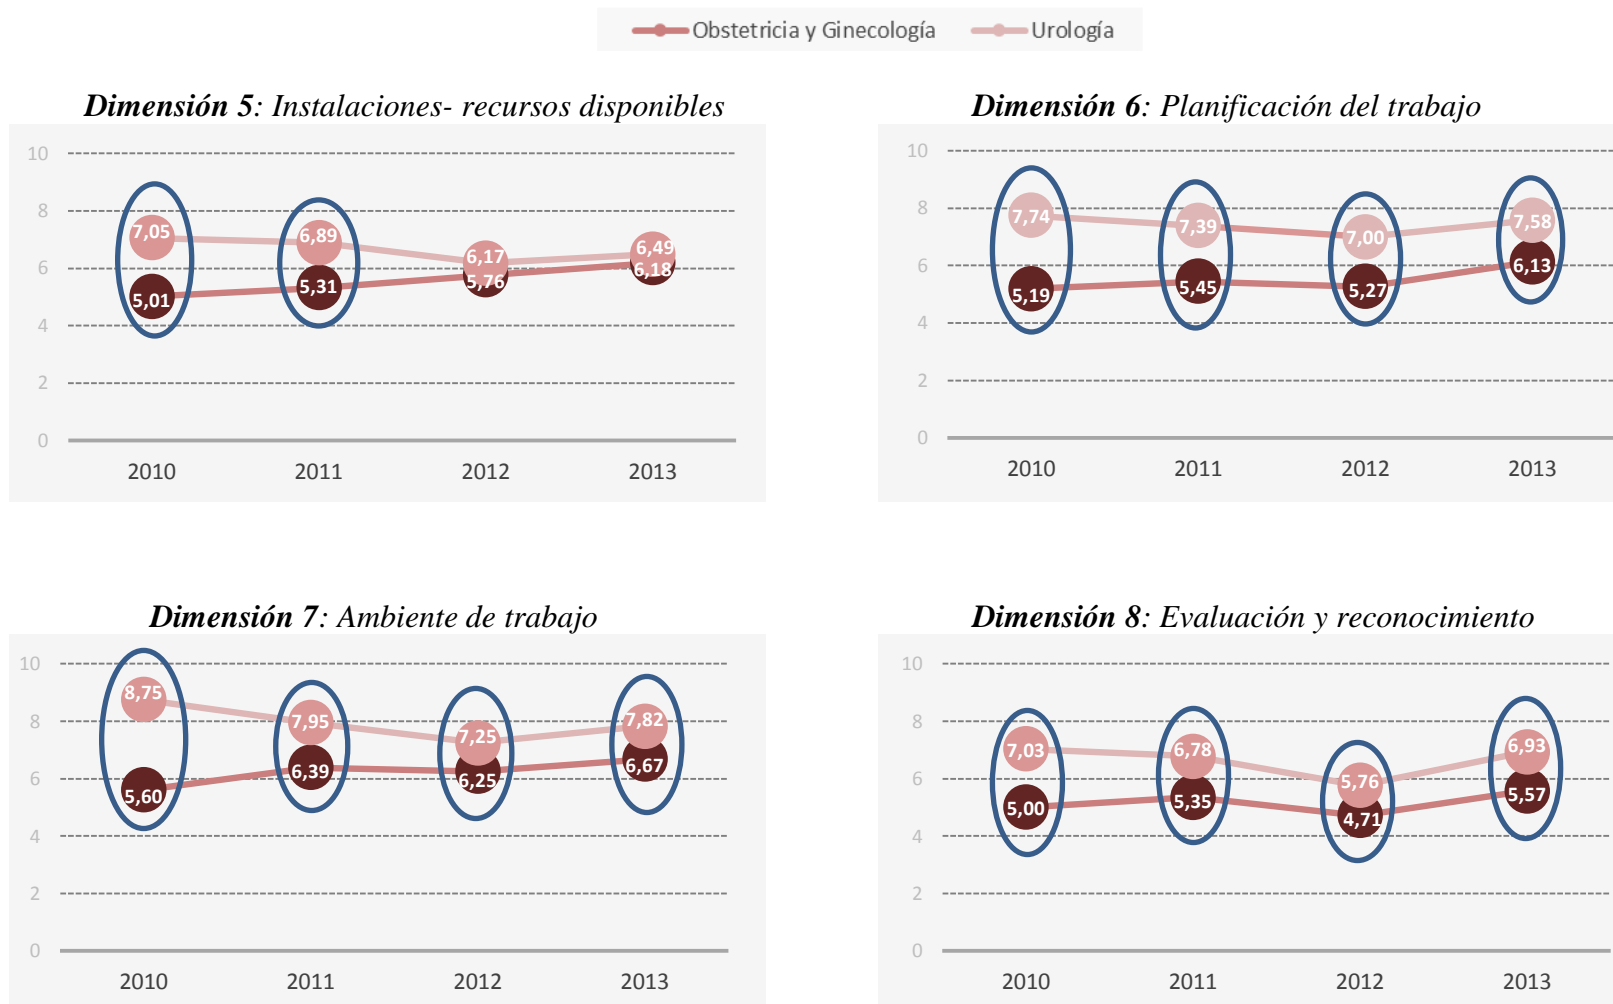 Obstetricia y Ginecología Urología
Dimensión 5: Instalaciones- recursos disponibles
10
8
6
4
2
0
7,05 6,89 6,17 6,49
5,01 5,31 5,76 6,18
2010 2011 2012 2013
Dimensión 6: Planificación del trabajo
10
8
6
4
2
0
7,74 7,39 7,00 7,58
5,19 5,45 5,27 6,13
2010 2011 2012 2013
Dimensión 7: Ambiente de trabajo
10
8
6
4
2
0
8,75 7,95 7,25 7,82
5,60 6,39 6,25 6,67
2010 2011 2012 2013
Dimensión 8: Evaluación y reconocimiento
10
8
6
4
2
0
7,03 6,78 5,76 6,93
5,00 5,35 4,71 5,57
2010 2011 2012 2013